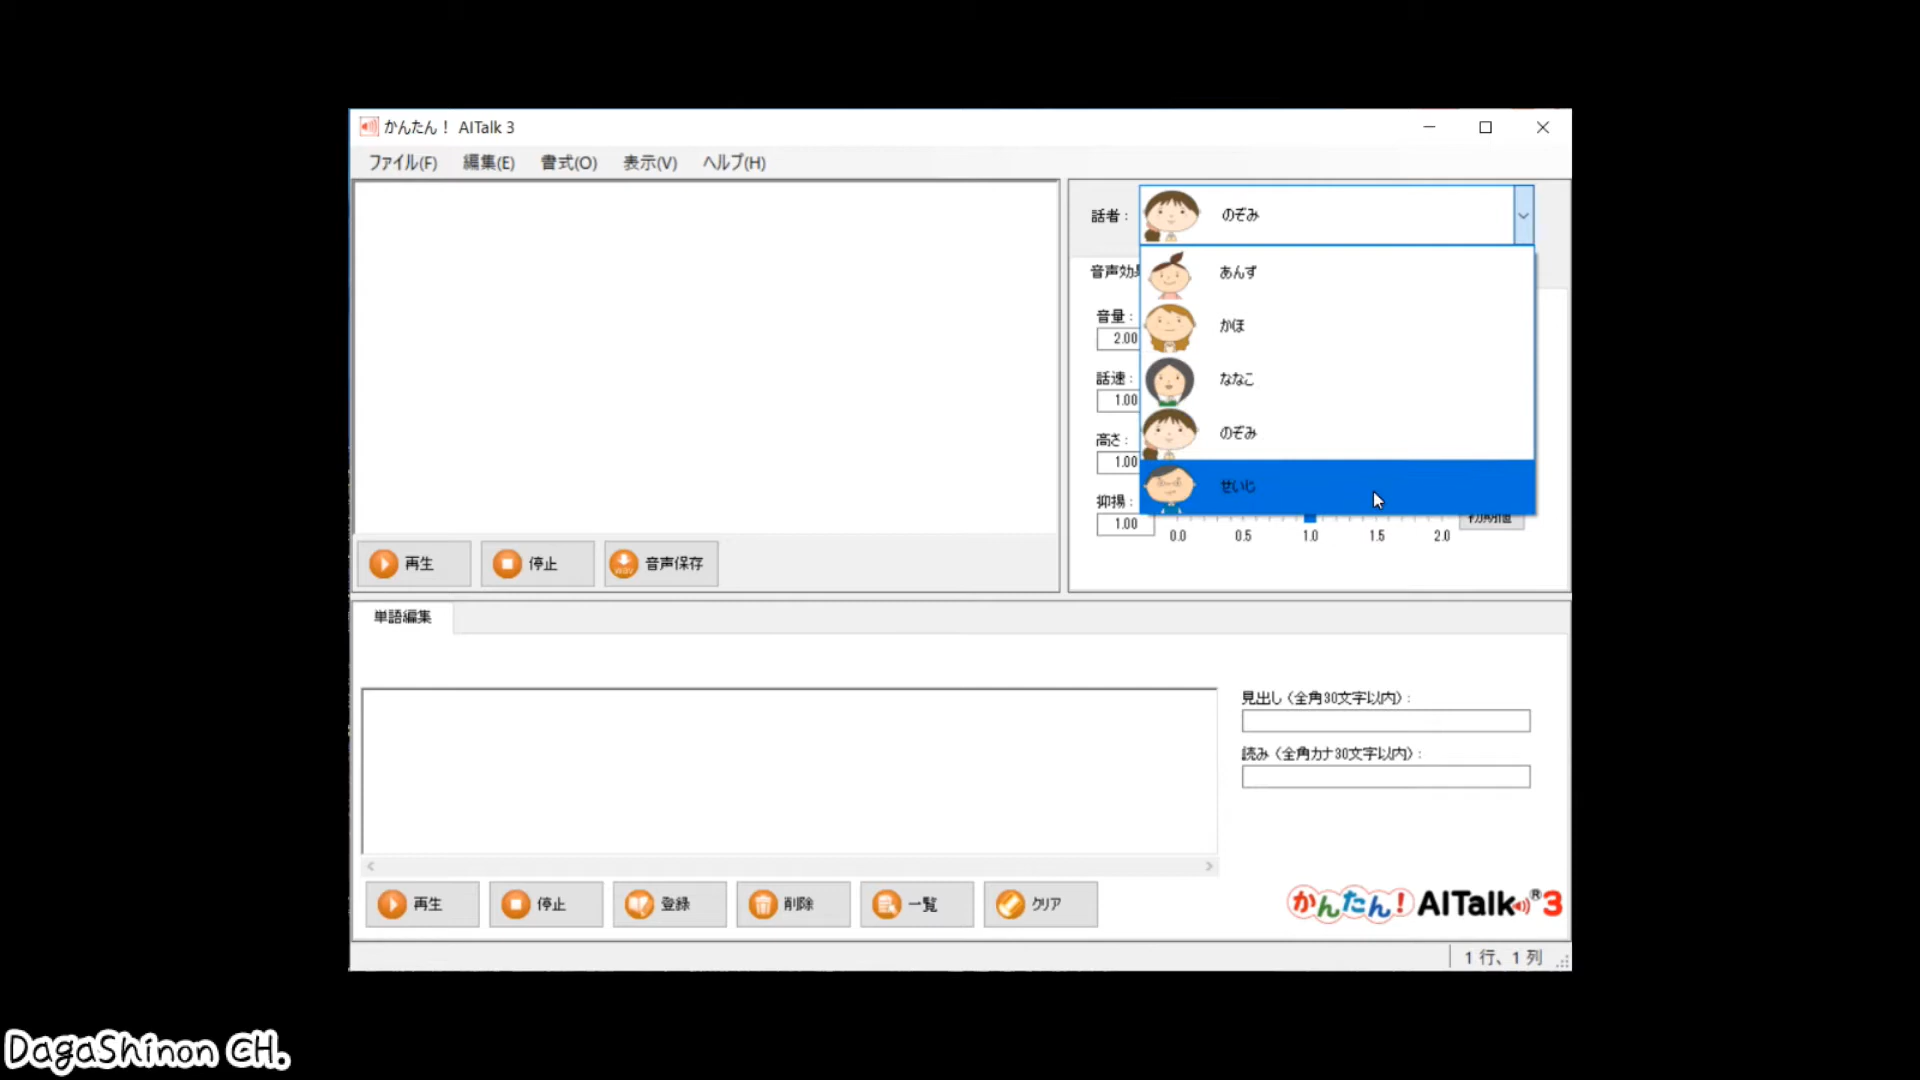 かんたん！ AITalk 3
ファイル(F) 編集(E) 書式(O) 表示(V) ヘルプ(H)
話者： のぞみ
あんず
かほ
ななこ
のぞみ
せいじ
音声効
音量：
2.00
話速：
1.00
高さ：
1.00
抑揚：
1.00
0.0 0.5 1.0 1.5 2.0
初期値
再生 停止 音声保存
単語編集
見出し（全角30文字以内）：
読み（全角カナ30文字以内）：
再生 停止 登録 削除 一覧 クリア
かんたん！ AITalk®3
1 行、1 列
DagaShinon CH.